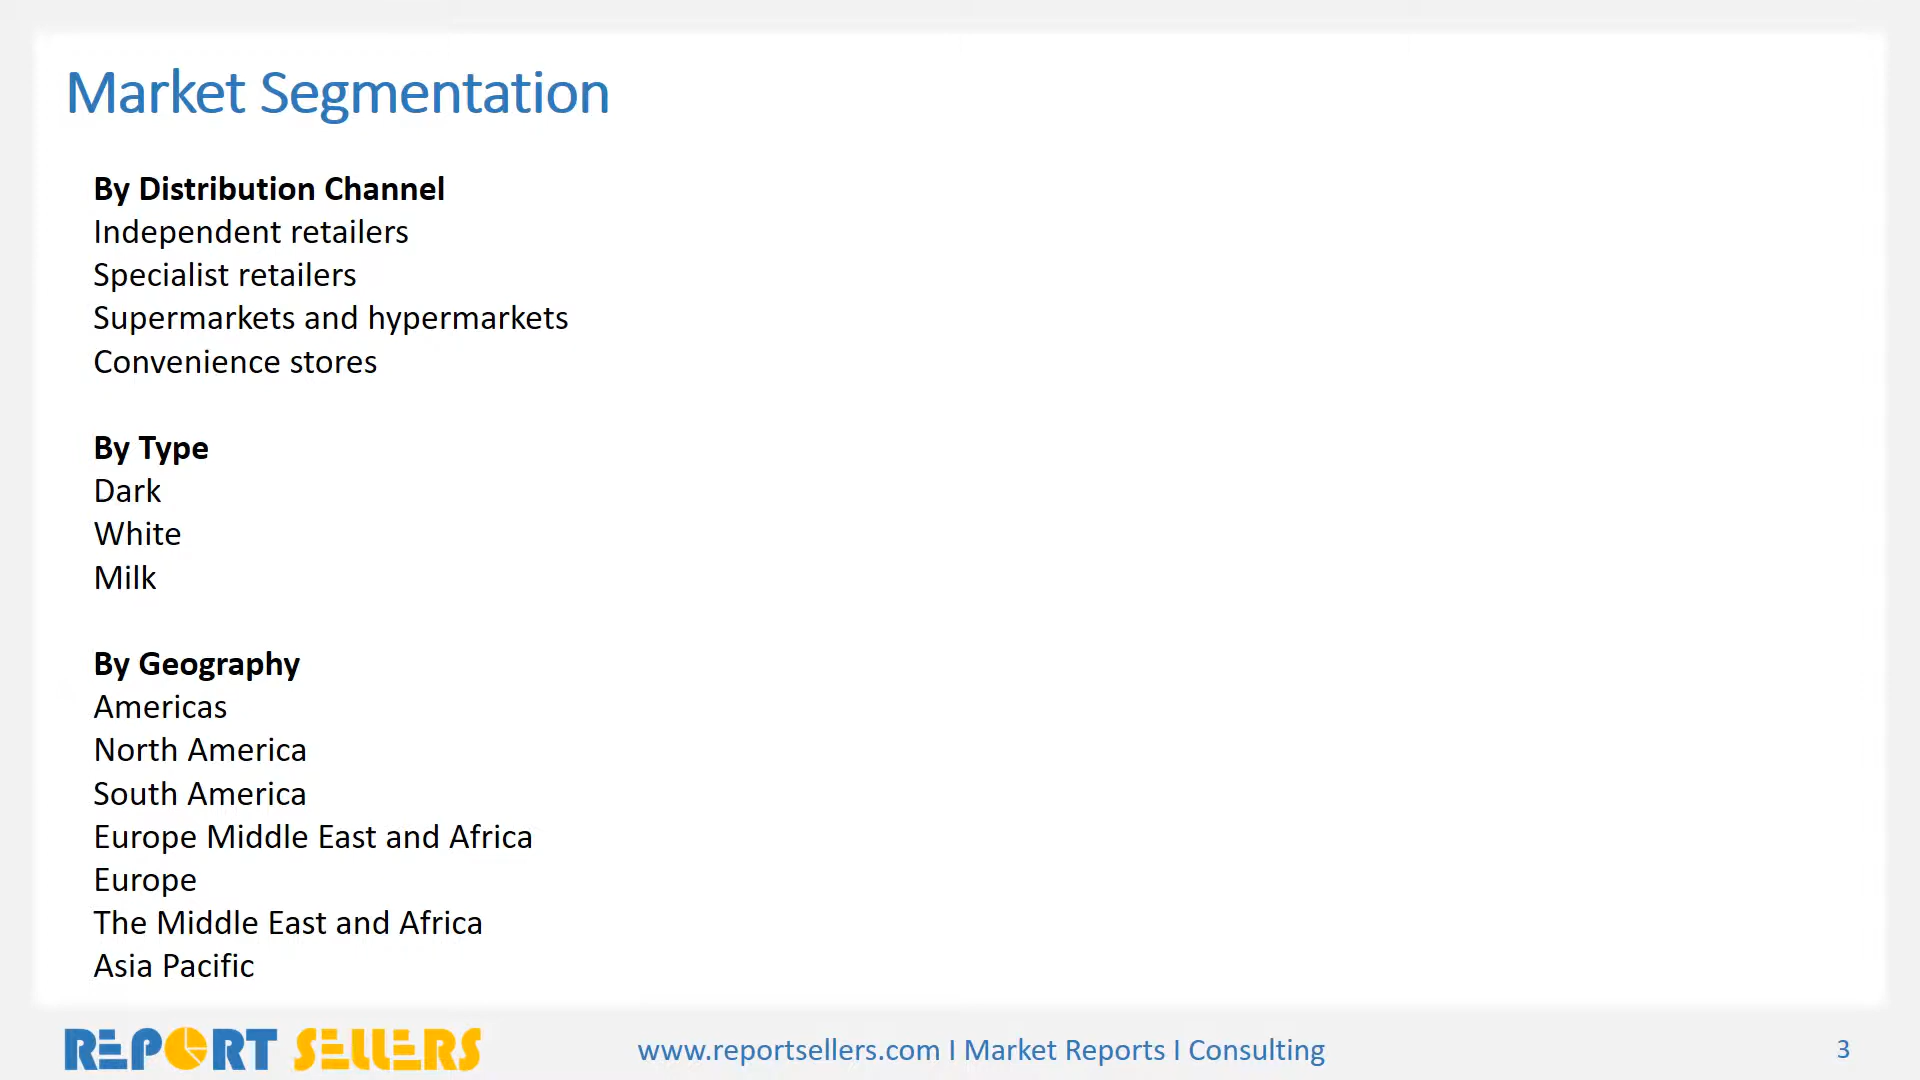 Market Segmentation
By Distribution Channel
Independent retailers
Specialist retailers
Supermarkets and hypermarkets
Convenience stores
By Type
Dark
White
Milk
By Geography
Americas
North America
South America
Europe Middle East and Africa
Europe
The Middle East and Africa
Asia Pacific
REPORT SELLERS
www.reportsellers.com I Market Reports I Consulting
3